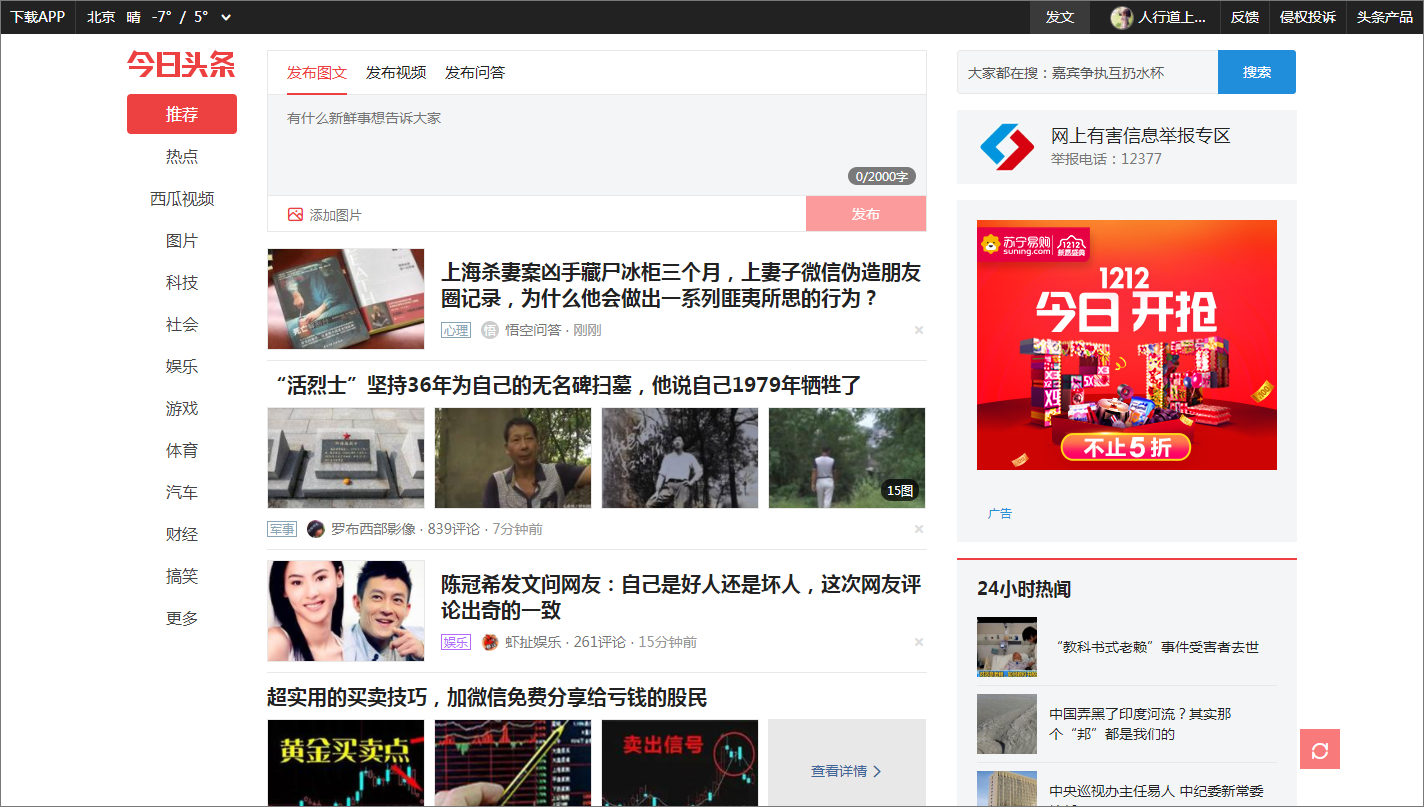 下载APP
北京 晴 -7° / 5°
发文
人行道上...
反馈
侵权投诉
头条产品
今日头条
推荐
热点
西瓜视频
图片
科技
社会
娱乐
游戏
体育
汽车
财经
搞笑
更多
发布图文 发布视频 发布问答
有什么新鲜事想告诉大家
0/2000字
添加图片
发布
上海杀妻案凶手藏尸冰柜三个月，上妻子微信伪造朋友
圈记录，为什么他会做出一系列匪夷所思的行为？
心理 悟 悟空问答 · 刚刚
“活烈士”坚持36年为自己的无名碑扫墓，他说自己1979年牺牲了
15图
军事 罗布西部影像 · 839评论 · 7分钟前
陈冠希发文问网友：自己是好人还是坏人，这次网友评
论出奇的一致
娱乐 虾扯娱乐 · 261评论 · 15分钟前
超实用的买卖技巧，加微信免费分享给亏钱的股民
黄金买卖点
卖出信号
查看详情
大家都在搜：嘉宾争执互扔水杯
搜索
网上有害信息举报专区
举报电话：12377
苏宁易购
suning.com
1212
1212
今日开抢
不止5折
广告
24小时热闻
“教科书式老赖”事件受害者去世
中国弄黑了印度河流？其实那
个“邦”都是我们的
中央巡视办主任易人 中纪委新常委